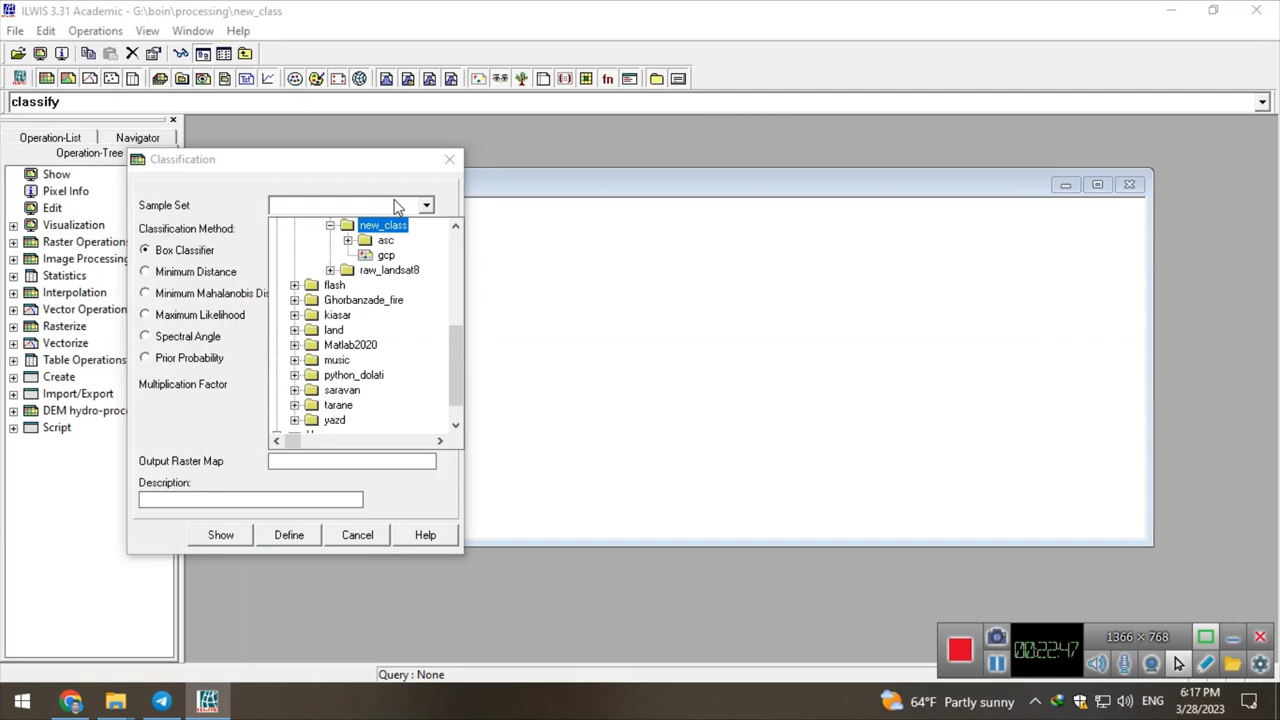 ILWIS 3.31 Academic - G:\boin\processing\new_class
File Edit Operations View Window Help
classify
Operation-List Navigator
Operation-Tree
Show
Pixel Info
Edit
Visualization
Raster Operations
Image Processing
Statistics
Interpolation
Vector Operation
Rasterize
Vectorize
Table Operations
Create
Import/Export
DEM hydro-proce
Script
Classification
Sample Set
Classification Method:
Box Classifier
Minimum Distance
Minimum Mahalanobis Dis
Maximum Likelihood
Spectral Angle
Prior Probability
Multiplication Factor
new_class
asc
gcp
raw_landsat8
flash
Ghorbanzade_fire
kiasar
land
Matlab2020
music
python_dolati
saravan
tarane
yazd
Output Raster Map
Description:
Show Define Cancel Help
Query : None
00:22:47
1366 × 768
64°F Partly sunny
ENG
6:17 PM
3/28/2023